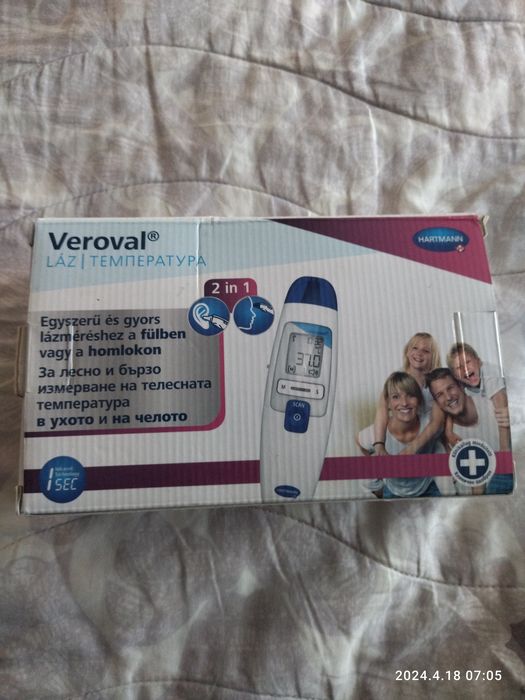 Veroval®
LÁZ | ТЕМПЕРАТУРА
HARTMANN
2 in 1
Egyszerű és gyors
lázméréshez a fülben
vagy a homlokon
За лесно и бързо
измерване на телесната
температура
в ухото и на челото
37.0
M
S
SCAN
HARTMANN
1
SEC
2024.4.18 07:05